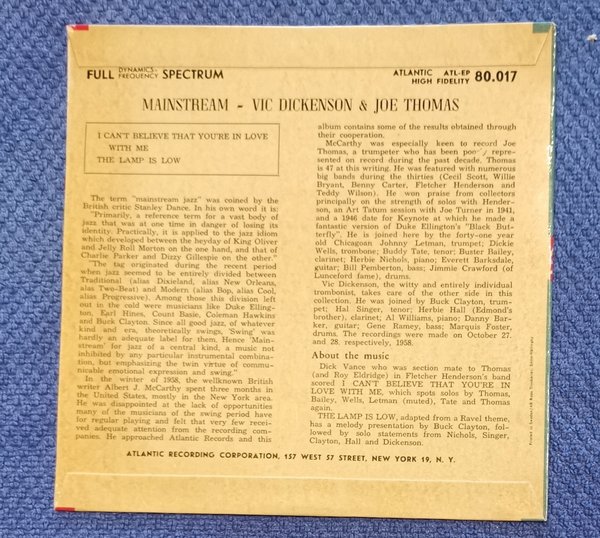 FULL DYNAMICS- FREQUENCY SPECTRUM
ATLANTIC ATL-EP
HIGH FIDELITY 80.017
MAINSTREAM - VIC DICKENSON & JOE THOMAS
I CAN'T BELIEVE THAT YOU'RE IN LOVE
WITH ME
THE LAMP IS LOW
The term "mainstream jazz" was coined by the
British critic Stanley Dance. In his own word it is:
"Primarily, a reference term for a vast body of
jazz that was at one time in danger of losing its
identity. Practically, it is applied to the jazz idiom
which developed between the heyday of King Oliver
and Jelly Roll Morton on the one hand, and that of
Charlie Parker and Dizzy Gillespie on the other."
"The tag originated during the recent period
when jazz seemed to be entirely divided between
Traditional (alias Dixieland, alias New Orleans,
alas Two-Beat) and Modern (alias Bop, alias Cool,
alias Progressive). Among those this division left
out in the cold were musicians like Duke Elling-
ton, Earl Hines, Count Basie, Coleman Hawkins
and Buck Clayton. Since all good jazz, of whatever
kind and era, theoretically swings, 'Swing' was
hardly an adequate label for them. Hence 'Main-
stream' for jazz of a central kind, a music not
inhibited by any particular instrumental combina-
tion, but emphasizing the twin virtue of commu-
nicable emotional expression and swing."
In the winter of 1958, the wellknown British
writer Albert J. McCarthy spent three months in
the United States, mostly in the New York area.
He was disappointed at the lack of opportunities
many of the musicians of the swing period have
for regular playing and felt that very few recei-
ved adequate attention from the recording com-
panies. He approached Atlantic Records and this
album contains some of the results obtained through
their cooperation.
McCarthy was especially keen to record Joe
Thomas, a trumpeter who has been repre-
sented on record during the past decade. Thomas
is 47 at this writing. He was featured with numerous
big bands during the thirties (Cecil Scott, Willie
Bryant, Benny Carter, Fletcher Henderson and
Teddy Wilson). He won praise from collectors
principally on the strength of solos with Hender-
son, an Art Tatum session with Joe Turner in 1941,
and a 1946 date for Keynote at which he made a
fantastic version of Duke Ellington's "Black But-
terfly". He is joined here by the forty-one year
old Chicagoan Johnny Letman, trumpet; Dickie
Wells, trombone; Buddy Tate, tenor; Buster Bailey,
clarinet; Herbie Nichols, piano; Everett Barksdale,
guitar; Bill Pemberton, bass; Jimmie Crawford (of
Lunceford fame), drums.
Vic Dickenson, the witty and entirely individual
trombonist, takes care of the other side in this
collection. He was joined by Buck Clayton, trum-
pet; Hal Singer, tenor; Herbie Hall (Edmond's
brother), clarinet; Al Williams, piano; Danny Bar-
ker, guitar; Gene Ramey, bass; Marquis Foster,
drums. The recordings were made on October 27.
and 28. respectively, 1958.
About the music
Dick Vance who was section mate to Thomas
(and Roy Eldridge) in Fletcher Henderson's band
scored I CAN'T BELIEVE THAT YOU'RE IN
LOVE WITH ME, which spots solos by Thomas,
Bailey, Wells, Letman (muted), Tate and Thomas
again.
THE LAMP IS LOW, adapted from a Ravel theme,
has a melody presentation by Buck Clayton, fol-
lowed by solo statements from Nichols, Singer,
Clayton, Hall and Dickenson.
ATLANTIC RECORDING CORPORATION, 157 WEST 57 STREET, NEW YORK 19, N. Y.